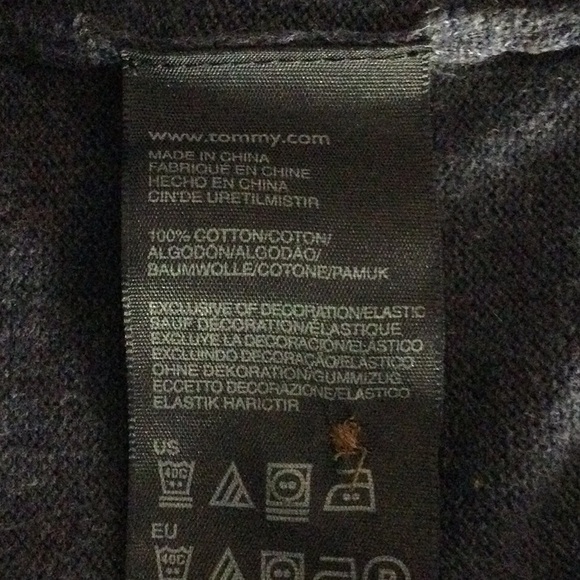 www.tommy.com
MADE IN CHINA
FABRIQUE EN CHINE
HECHO EN CHINA
CIN'DE URETILMISTIR
100% COTTON/COTON/
ALGODÓN/ALGODÃO/
BAUMWOLLE/COTONE/PAMUK
EXCLUSIVE OF DECORATION/ELASTIC
SAUF DECORATION/ÉLASTIQUE
EXCLUYE LA DECORACIÓN/ELÁSTICO
EXCLUINDO DECORAÇÃO/ELÁSTICO
OHNE DEKORATION/GUMMIZUG
ECCETTO DECORAZIONE/ELASTICO
ELASTIK HARICTIR
US
40C
EU
40C